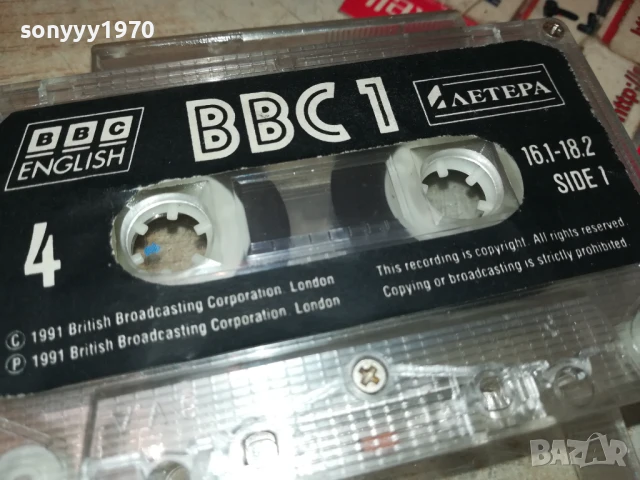 sonyyy1970
BBC
ENGLISH
BBC 1
ЛЕТЕРА
16.1-18.2
SIDE 1
4
This recording is copyright. All rights reserved.
Copying or broadcasting is strictly prohibited.
© 1991 British Broadcasting Corporation. London
℗ 1991 British Broadcasting Corporation. London
BAZAR